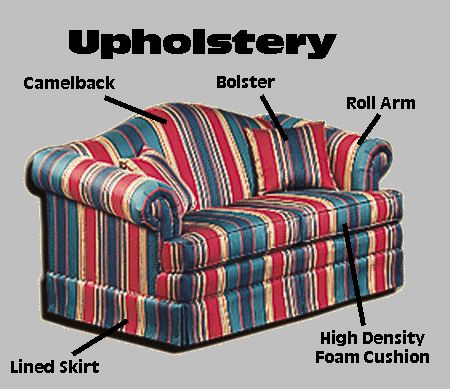 Upholstery
Camelback
Bolster
Roll Arm
High Density
Foam Cushion
Lined Skirt